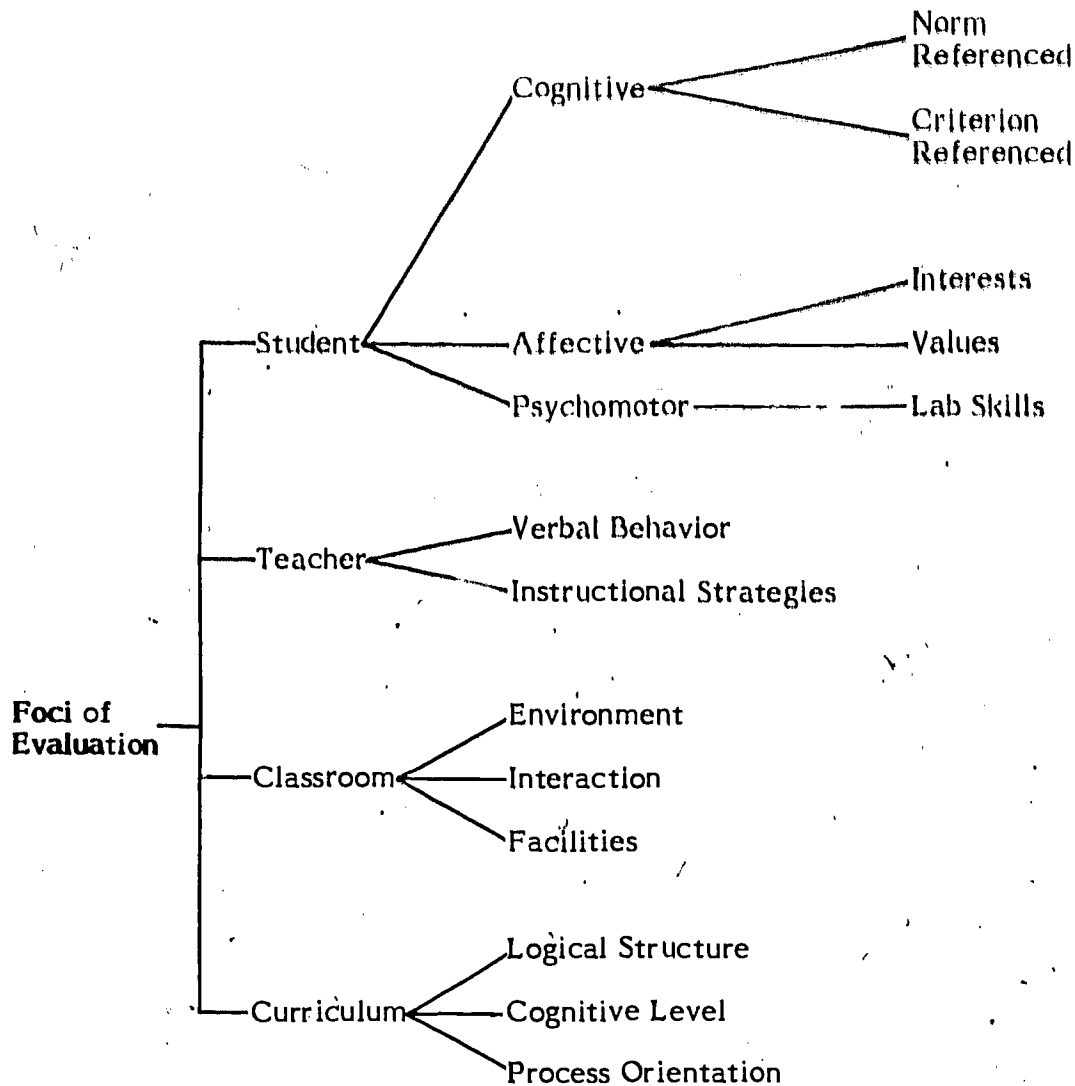 Norm
Referenced
Cognitive
Criterion
Referenced
Interests
Student
Affective
Values
Psychomotor
Lab Skills
Verbal Behavior
Teacher
Instructional Strategies
Foci of
Evaluation
Environment
Classroom
Interaction
Facilities
Logical Structure
Curriculum
Cognitive Level
Process Orientation